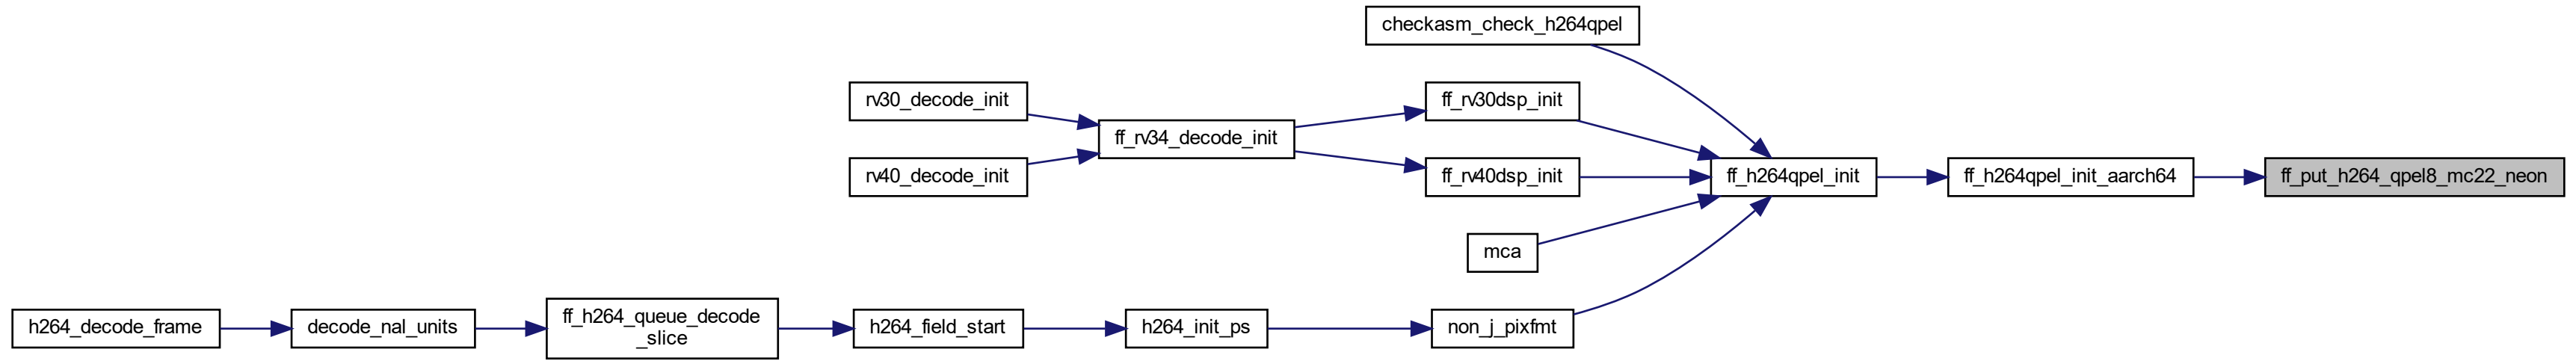 checkasm_check_h264qpel
rv30_decode_init
ff_rv30dsp_init
ff_rv34_decode_init
rv40_decode_init
ff_rv40dsp_init
ff_h264qpel_init
ff_h264qpel_init_aarch64
ff_put_h264_qpel8_mc22_neon
mca
h264_decode_frame
decode_nal_units
ff_h264_queue_decode
_slice
h264_field_start
h264_init_ps
non_j_pixfmt